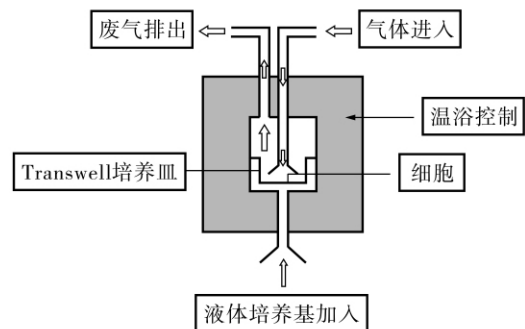 废气排出
气体进入
温浴控制
Transwell培养皿
细胞
液体培养基加入